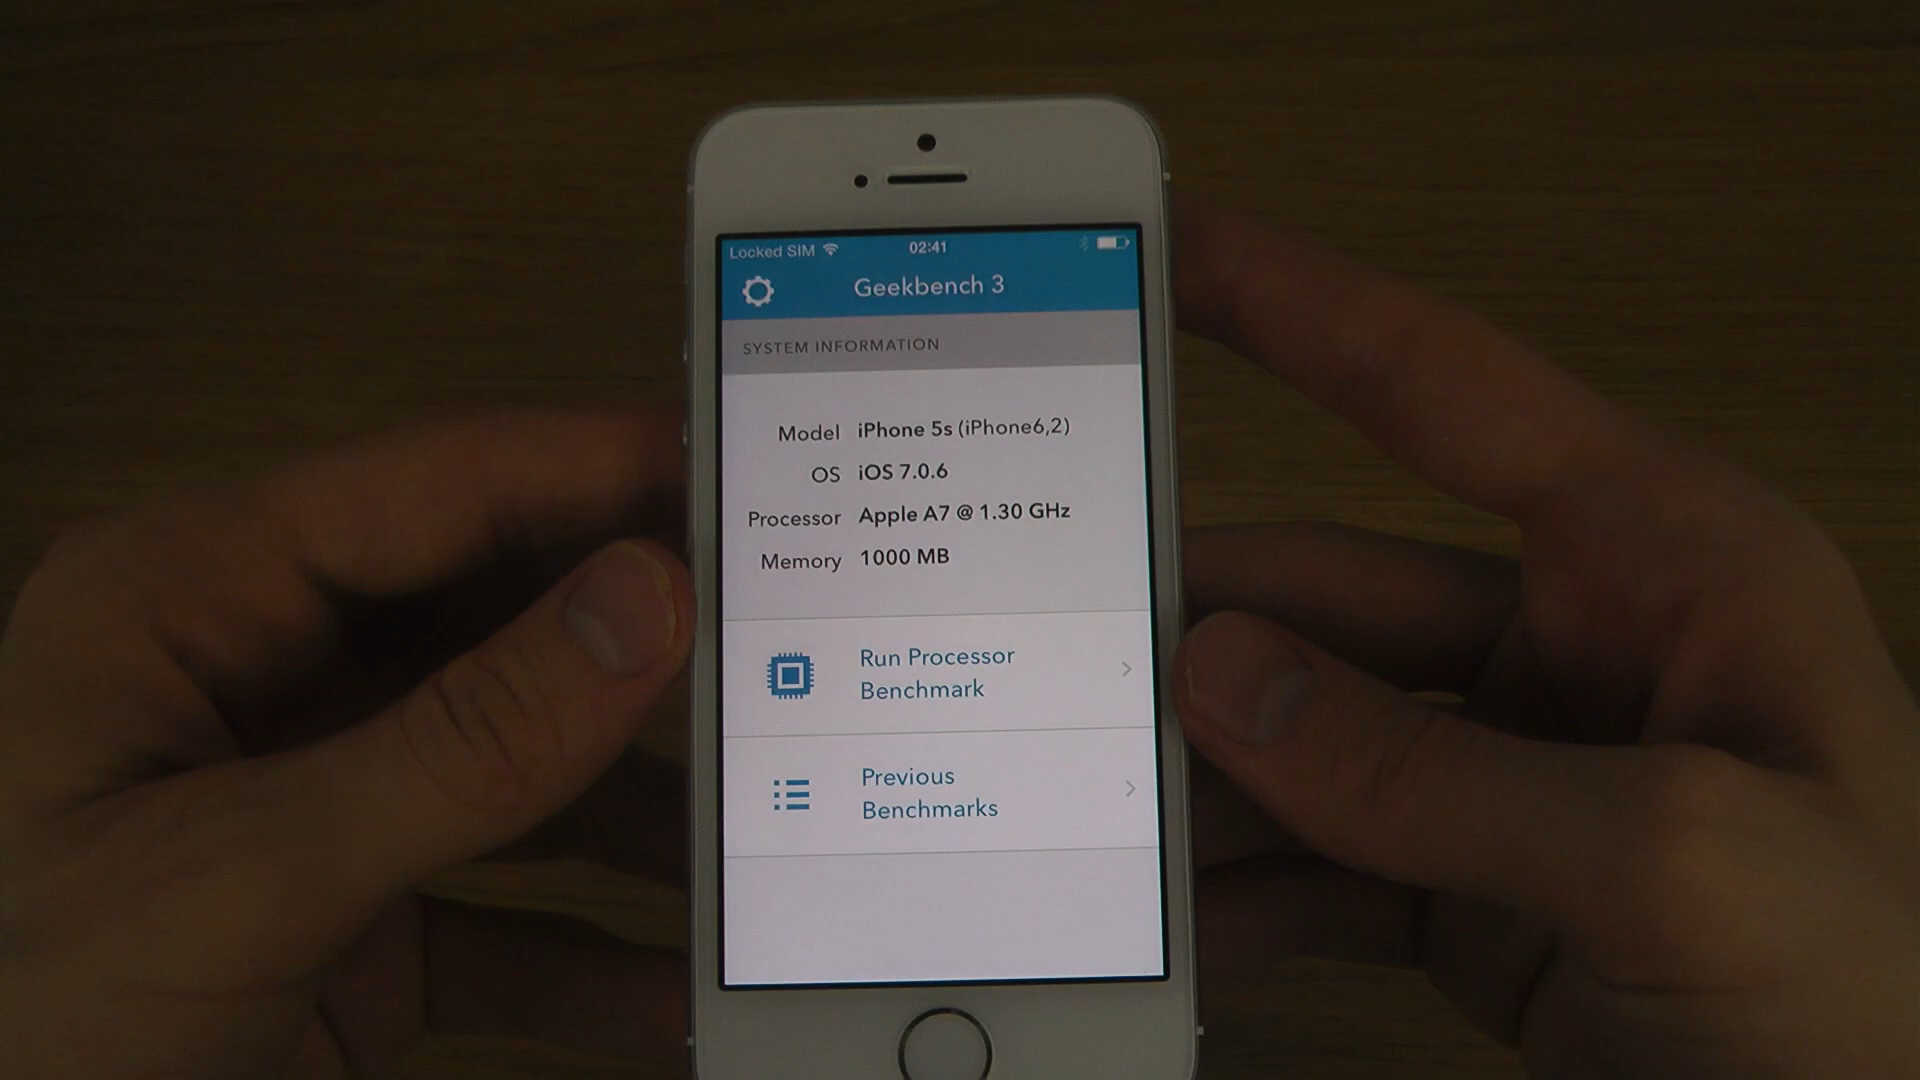 Locked SIM 02:41
Geekbench 3
SYSTEM INFORMATION
Model iPhone 5s (iPhone6,2)
OS iOS 7.0.6
Processor Apple A7 @ 1.30 GHz
Memory 1000 MB
Run Processor
Benchmark
Previous
Benchmarks